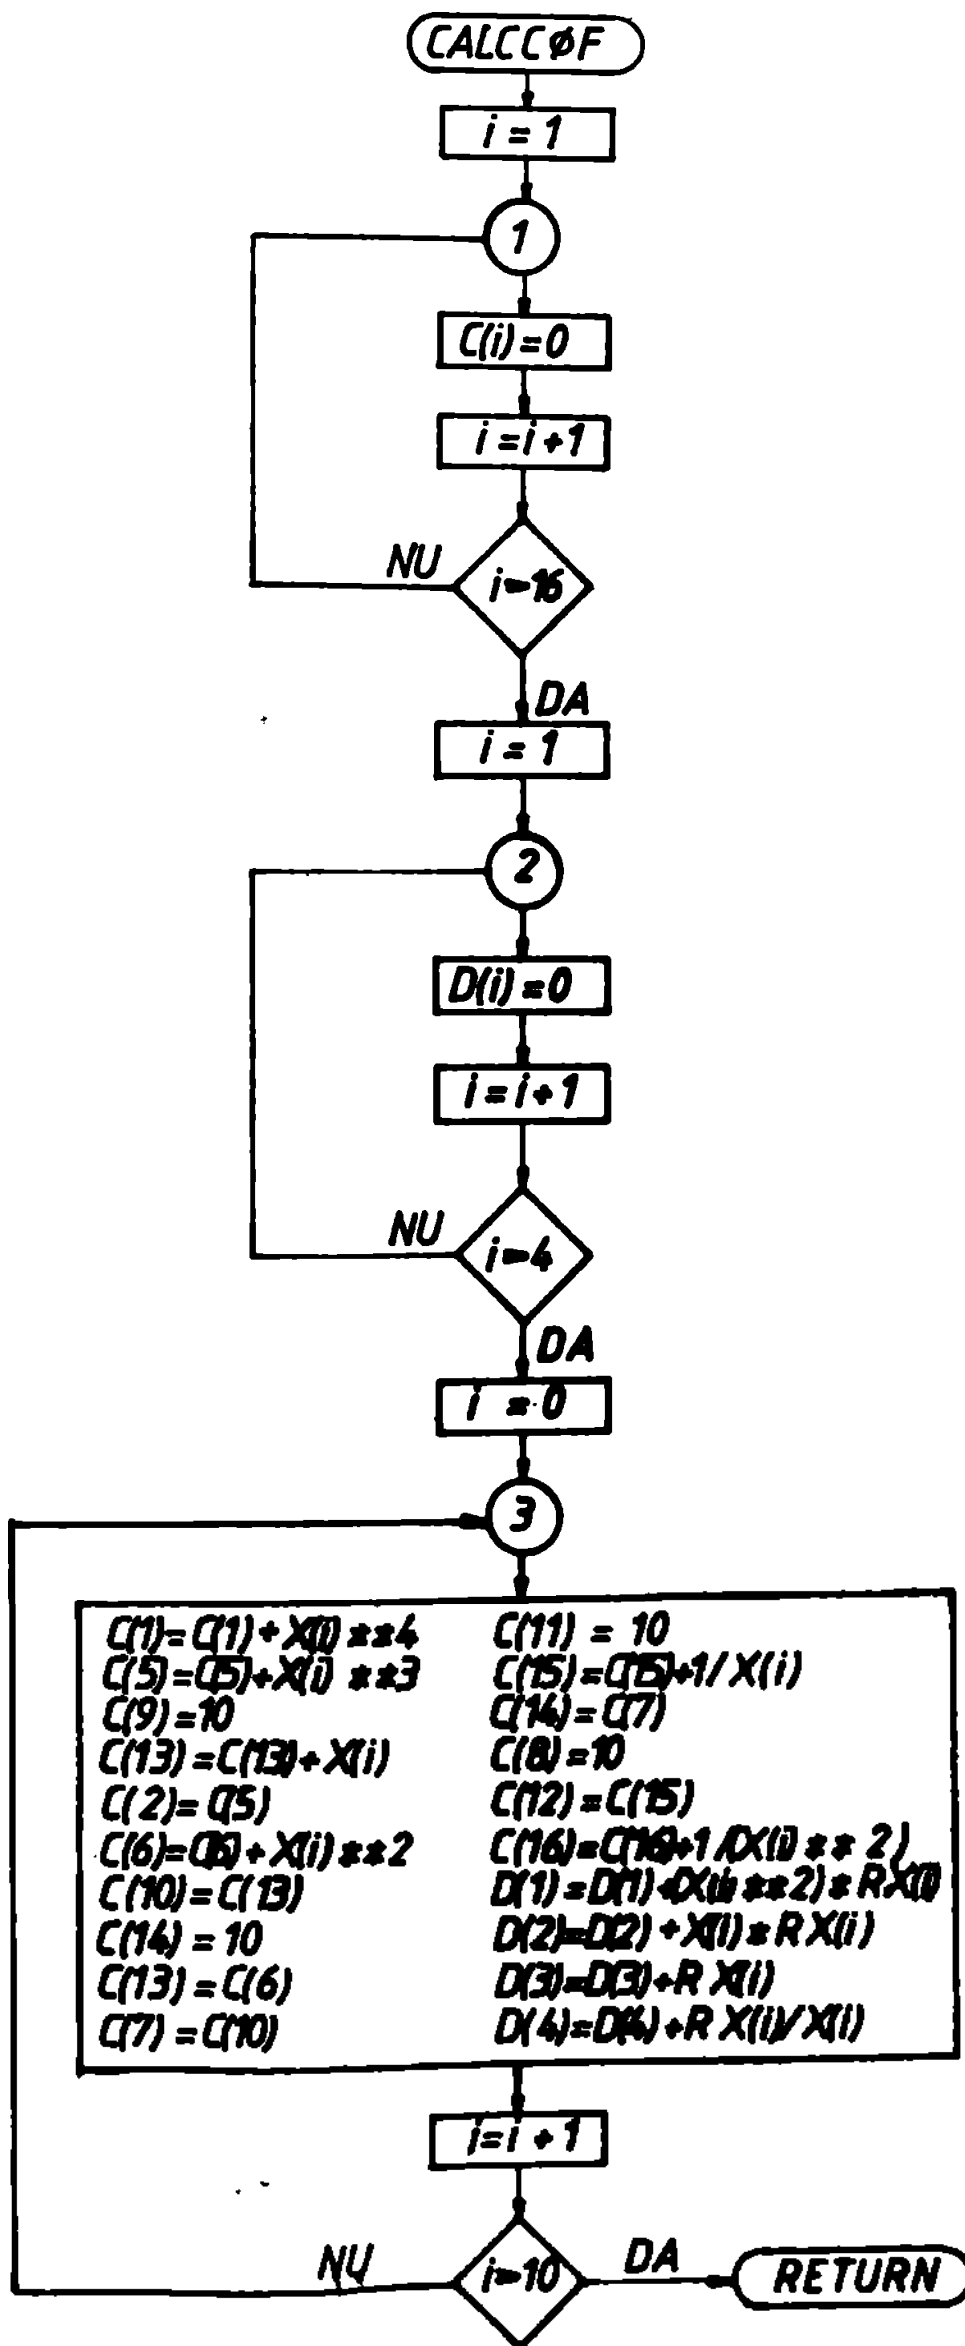 CALCCØF
i = 1
1
C(i)=0
i=i+1
NU
i>16
DA
i = 1
2
D(i)=0
i=i+1
NU
i>4
DA
i = 0
3
C(1)=C(1)+X(i)**4
C(5)=C(5)+X(i)**3
C(9)=10
C(13)=C(13)+X(i)
C(2)=C(5)
C(6)=C(6)+X(i)**2
C(10)=C(13)
C(14)=10
C(13)=C(6)
C(7)=C(10)
C(11) = 10
C(15)=C(15)+1/X(i)
C(14)=C(7)
C(8)=10
C(12)=C(15)
C(16)=C(16)+1/(X(i)**2)
D(1)=D(1)+(X(i)**2)*RX(i)
D(2)=D(2)+X(i)*RX(i)
D(3)=D(3)+RX(i)
D(4)=D(4)+RX(i)/X(i)
i=i+1
NU
i>10
DA
RETURN